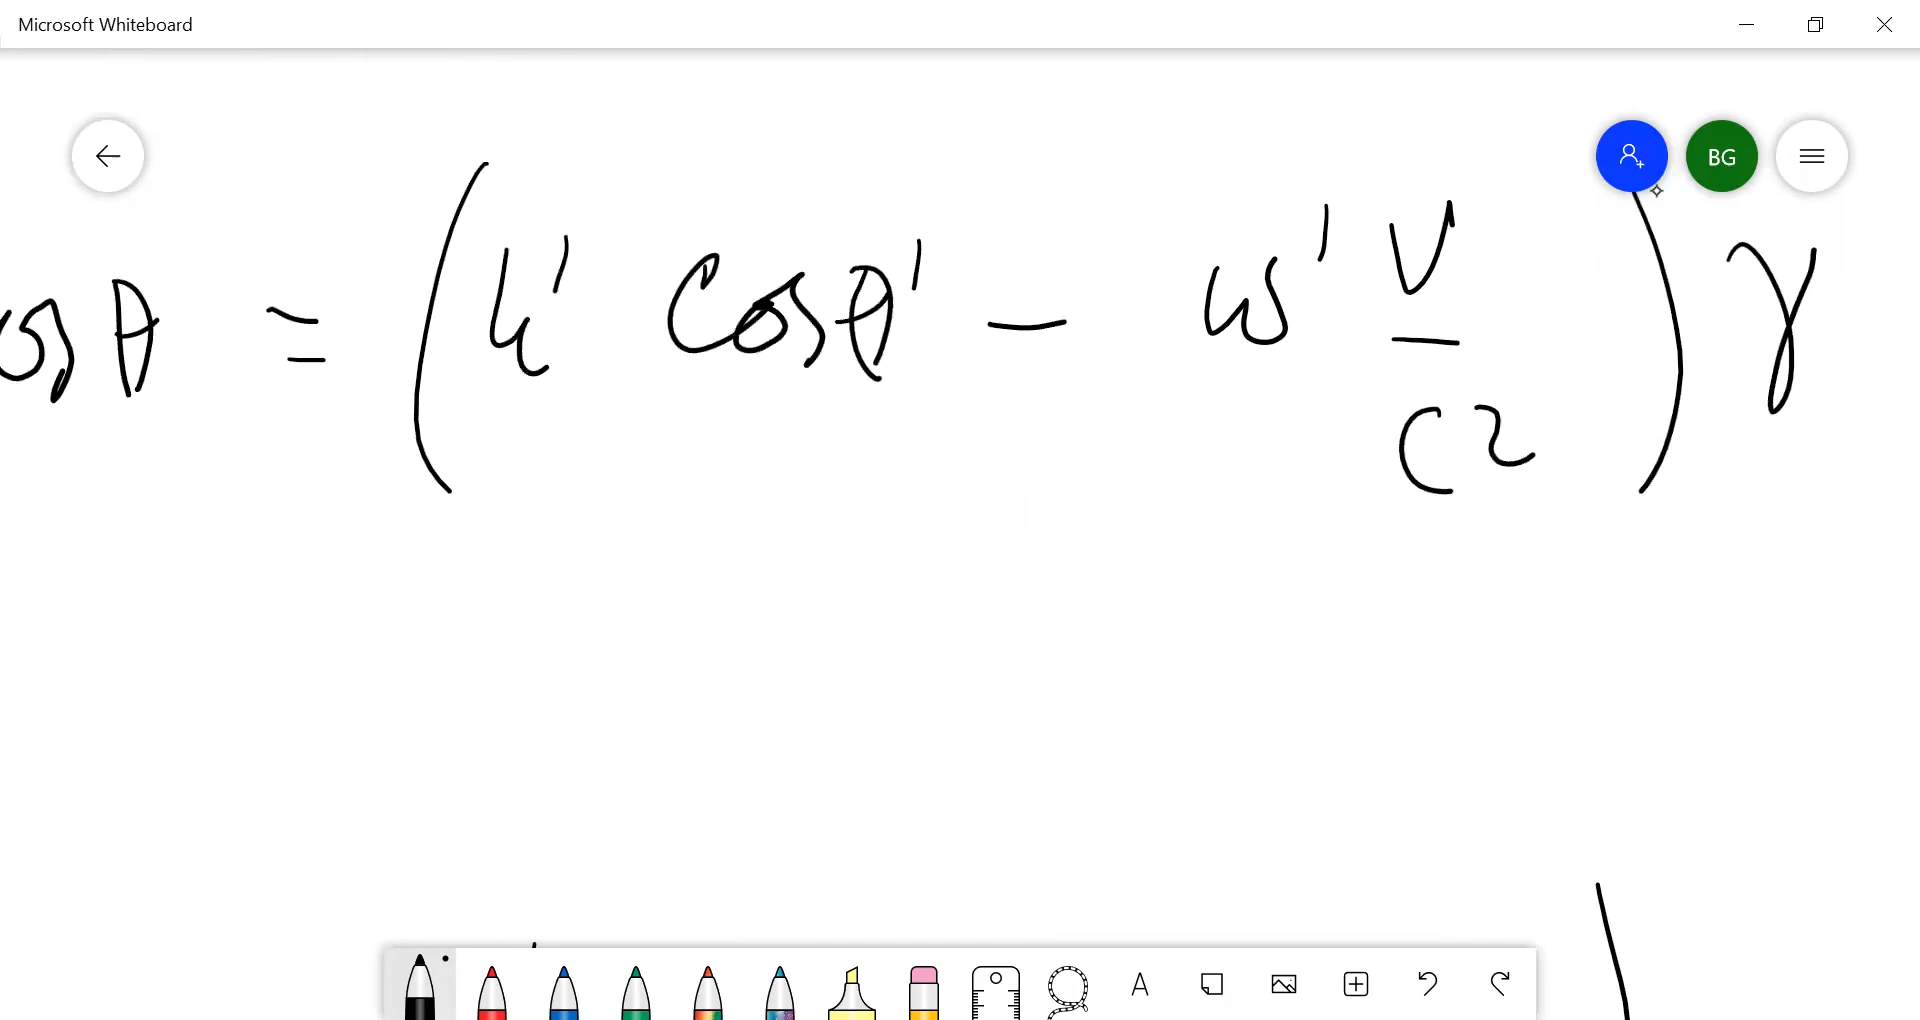 Microsoft Whiteboard
BG
cos θ = (k' cos θ' - ω' v/c²) γ
A